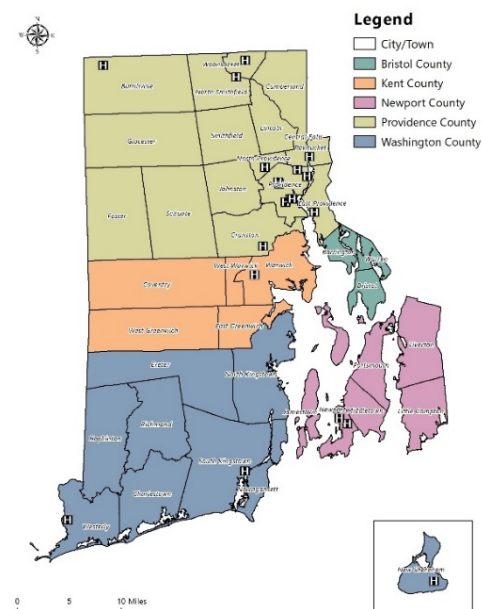 N
W
E
S
Legend
City/Town
Bristol County
Kent County
Newport County
Providence County
Washington County
H
H
H
Burrillville
Woonsocket
North Smithfield
Cumberland
Glocester
Smithfield
Lincoln
Central Falls
Pawtucket
H
North Providence
H
H
H
Foster
Scituate
Johnston
Providence
H
H
H
East Providence
H
Cranston
H
Barrington
Warren
Bristol
Coventry
West Warwick
Warwick
H
West Greenwich
East Greenwich
Exeter
North Kingstown
Portsmouth
Tiverton
Jamestown
Newport
Middletown
Little Compton
H
H
Hopkinton
Richmond
South Kingstown
H
Narragansett
Charlestown
H
Westerly
New Shoreham
H
0 5 10 Miles